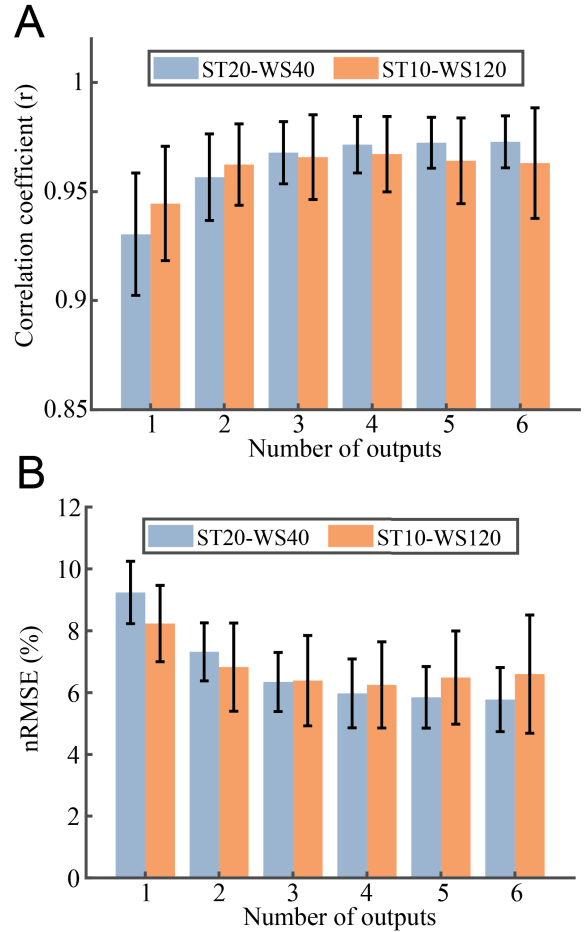 A
ST20-WS40 ST10-WS120
Correlation coefficient (r)
1
0.95
0.9
0.85
1 2 3 4 5 6
Number of outputs
B
ST20-WS40 ST10-WS120
nRMSE (%)
12
10
8
6
4
2
0
1 2 3 4 5 6
Number of outputs